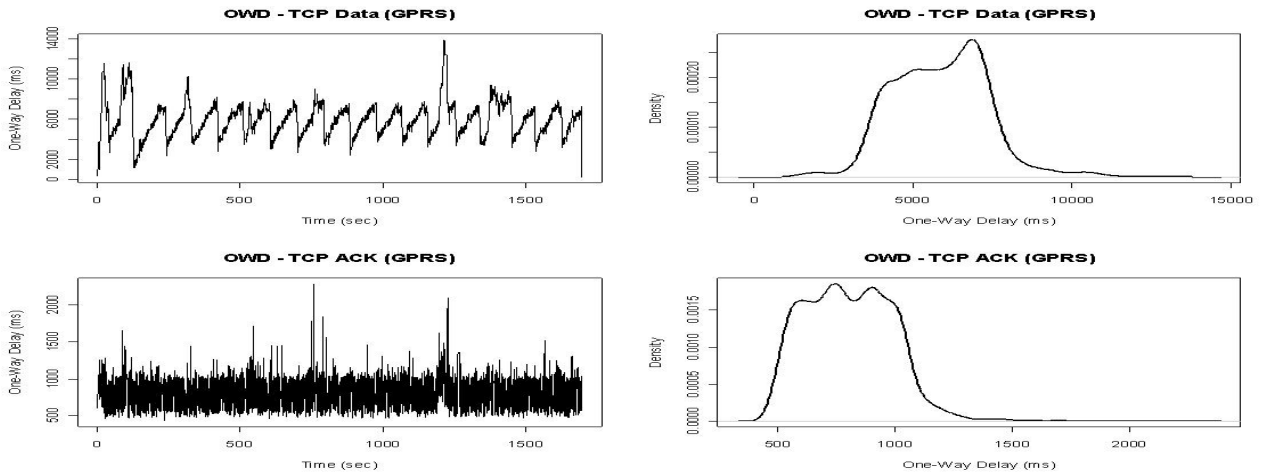 OWD - TCP Data (GPRS)
One-Way Delay (ms)
0 2000 6000 10000 14000
0 500 1000 1500
Time (sec)
OWD - TCP Data (GPRS)
Density
0.00000 0.00010 0.00020
0 5000 10000 15000
One-Way Delay (ms)
OWD - TCP ACK (GPRS)
One-Way Delay (ms)
500 1000 1500 2000
0 500 1000 1500
Time (sec)
OWD - TCP ACK (GPRS)
Density
0.0000 0.0005 0.0010 0.0015
500 1000 1500 2000
One-Way Delay (ms)